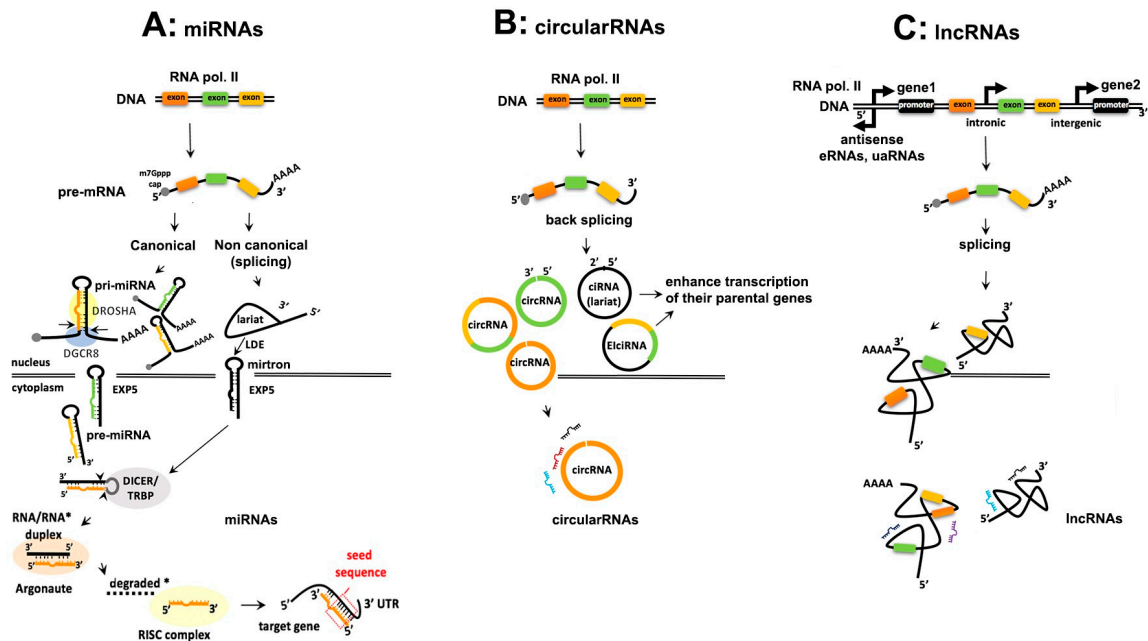 A: miRNAs
RNA pol. II
DNA
exon
exon
exon
pre-mRNA
m7Gppp
cap
5'
3'
AAAA
Canonical
Non canonical
(splicing)
pri-miRNA
DROSHA
DGCR8
AAAA
AAAA
AAAA
lariat
3'
5'
LDE
nucleus
cytoplasm
mirtron
EXP5
EXP5
pre-miRNA
5'
3'
3'
5'
DICER/
TRBP
RNA/RNA*
duplex
3'
5'
5'
3'
Argonaute
miRNAs
degraded *
5'
3'
RISC complex
seed
sequence
5'
3'
3' UTR
5'
target gene
B: circularRNAs
RNA pol. II
DNA
exon
exon
exon
5'
3'
back splicing
3'
5'
circRNA
2'
5'
ciRNA
(lariat)
enhance transcription
of their parental genes
circRNA
EIciRNA
circRNA
circRNA
circularRNAs
C: lncRNAs
RNA pol. II
DNA
5'
gene1
promoter
exon
intronic
exon
exon
intergenic
gene2
promoter
3'
antisense
eRNAs, uaRNAs
5'
AAAA
3'
splicing
AAAA
3'
5'
3'
5'
AAAA
3'
5'
lncRNAs